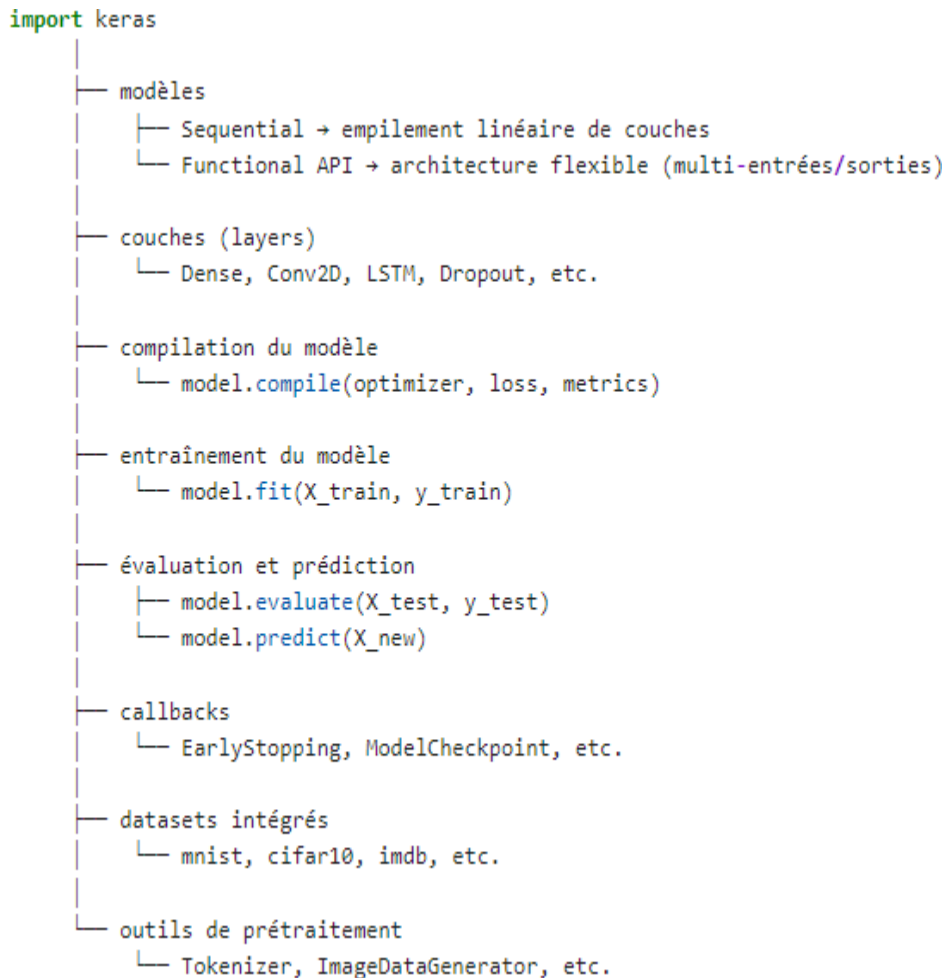 import keras
│
├── modèles
│   ├── Sequential → empilement linéaire de couches
│   └── Functional API → architecture flexible (multi-entrées/sorties)
│
├── couches (layers)
│   └── Dense, Conv2D, LSTM, Dropout, etc.
│
├── compilation du modèle
│   └── model.compile(optimizer, loss, metrics)
│
├── entraînement du modèle
│   └── model.fit(X_train, y_train)
│
├── évaluation et prédiction
│   ├── model.evaluate(X_test, y_test)
│   └── model.predict(X_new)
│
├── callbacks
│   └── EarlyStopping, ModelCheckpoint, etc.
│
├── datasets intégrés
│   └── mnist, cifar10, imdb, etc.
│
└── outils de prétraitement
    └── Tokenizer, ImageDataGenerator, etc.